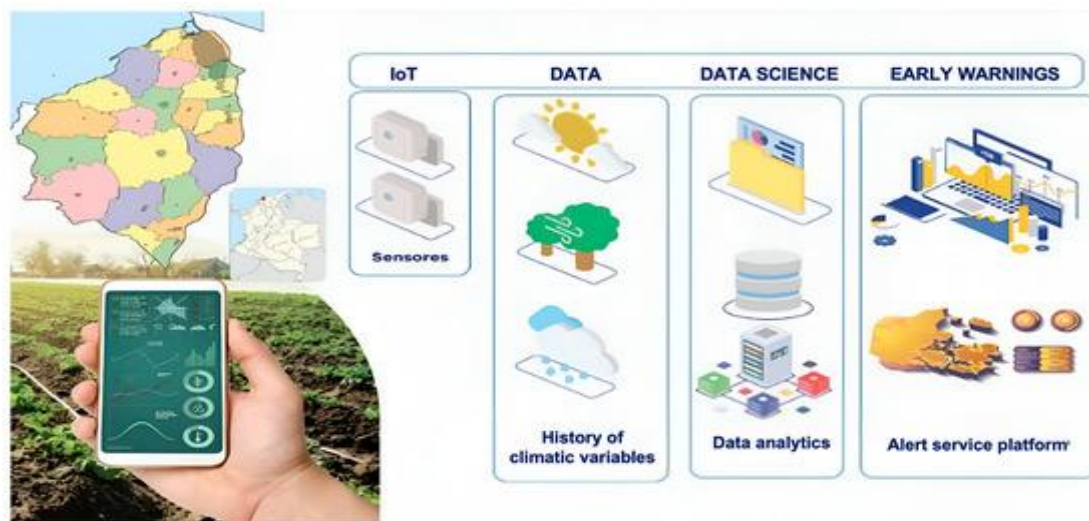 IoT
DATA
DATA SCIENCE
EARLY WARNINGS
Sensores
History of
climatic variables
Data analytics
Alert service platform